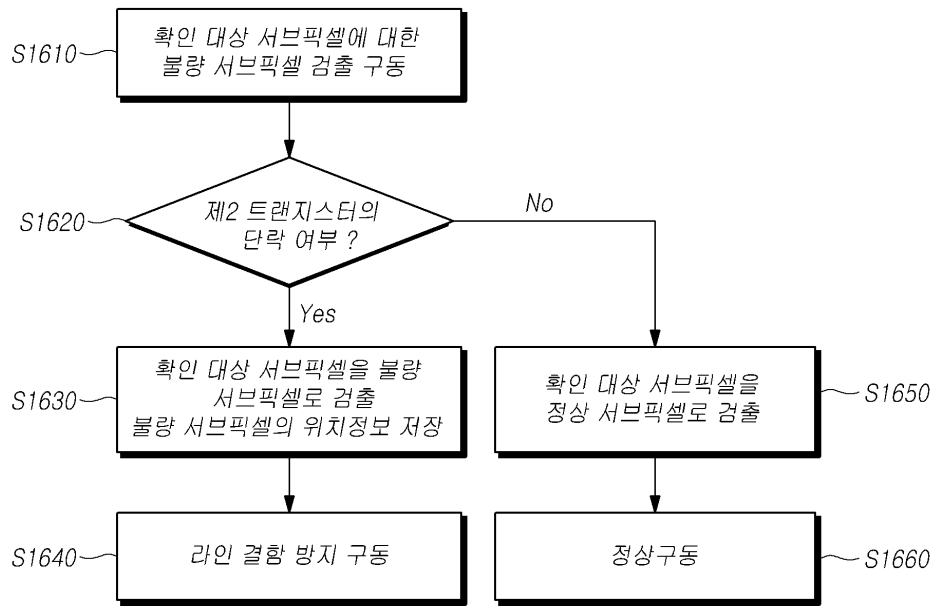 S1610
확인 대상 서브픽셀에 대한
불량 서브픽셀 검출 구동
S1620
제2 트랜지스터의
단락 여부 ?
No
Yes
S1630
확인 대상 서브픽셀을 불량
서브픽셀로 검출
불량 서브픽셀의 위치정보 저장
확인 대상 서브픽셀을
정상 서브픽셀로 검출
S1650
S1640
라인 결함 방지 구동
정상구동
S1660